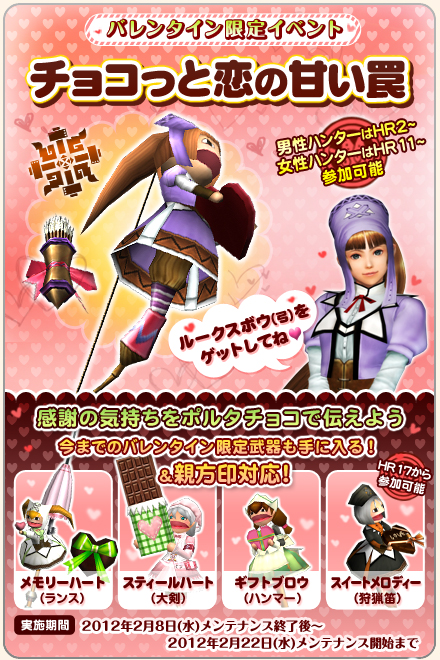 バレンタイン限定イベント
チョコっと恋の甘い罠
男性ハンターはHR2~
女性ハンターはHR11~
参加可能
ルークスボウ(弓)を
ゲットしてね
感謝の気持ちをポルタチョコで伝えよう
今までのバレンタイン限定武器も手に入る!
&親方印対応!
HR17から
参加可能
メモリーハート
(ランス)
スティールハート
(大剣)
ギフトブロウ
(ハンマー)
スイートメロディー
(狩猟笛)
実施期間
2012年2月8日(水)メンテナンス終了後~
2012年2月22日(水)メンテナンス開始まで